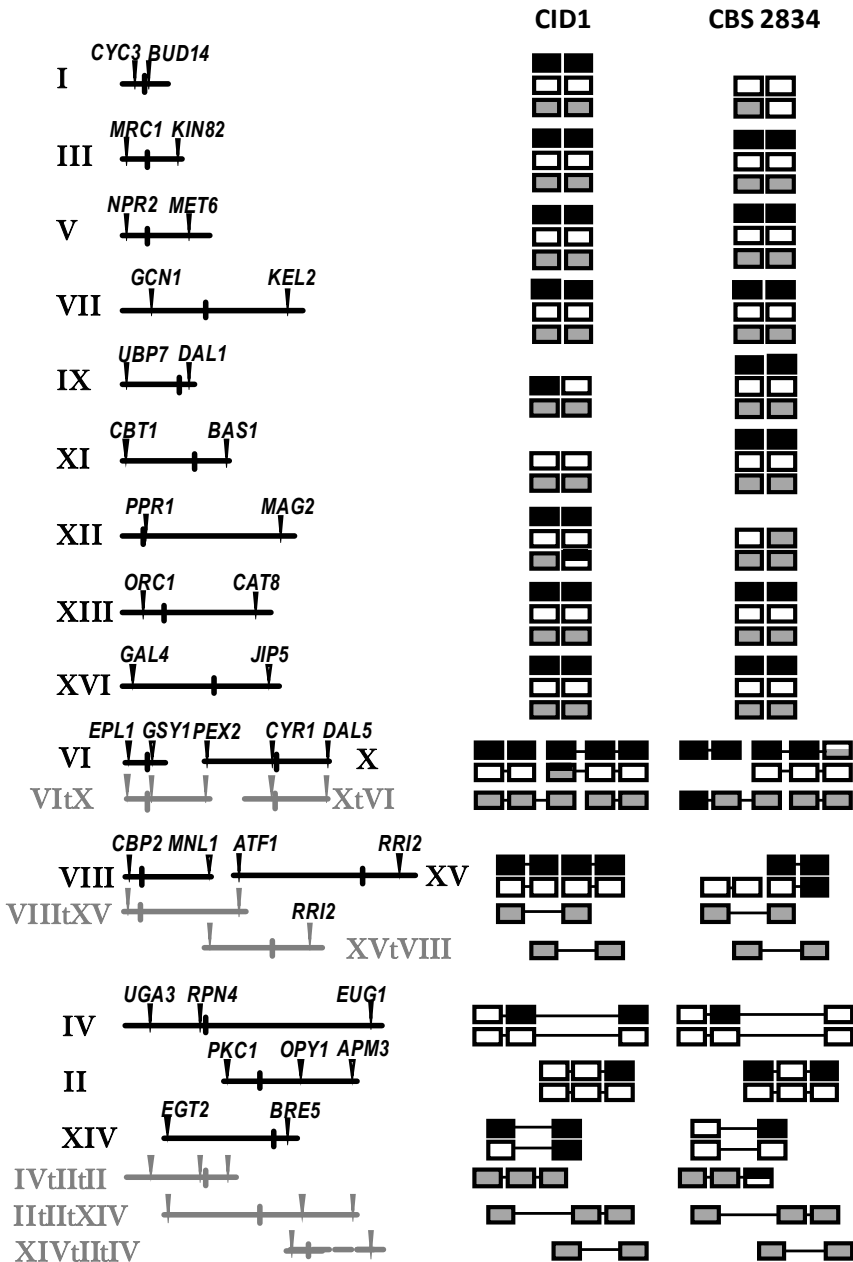 CID1 CBS 2834
CYC3 BUD14
I
MRC1 KIN82
III
NPR2 MET6
V
GCN1 KEL2
VII
UBP7 DAL1
IX
CBT1 BAS1
XI
PPR1 MAG2
XII
ORC1 CAT8
XIII
GAL4 JIP5
XVI
EPL1 GSY1 PEX2 CYR1 DAL5
VI X
VItX XtVI
CBP2 MNL1 ATF1 RRI2
VIII XV
VIIItXV
RRI2
XVtVIII
UGA3 RPN4 EUG1
IV
PKC1 OPY1 APM3
II
EGT2 BRE5
XIV
IVtIItII
IItIItXIV
XIVtIItIV